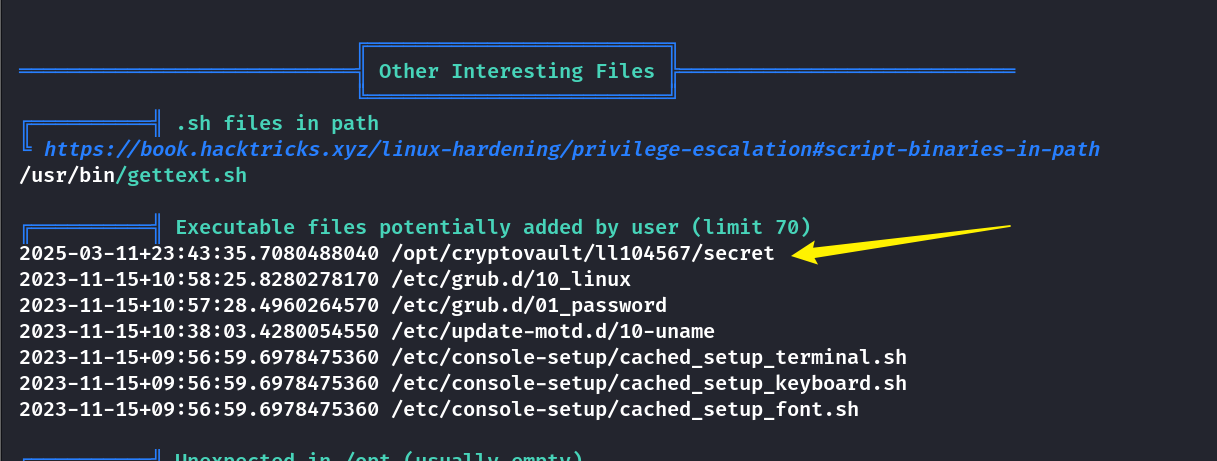 Other Interesting Files
.sh files in path
https://book.hacktricks.xyz/linux-hardening/privilege-escalation#script-binaries-in-path
/usr/bin/gettext.sh
Executable files potentially added by user (limit 70)
2025-03-11+23:43:35.7080488040 /opt/cryptovault/ll104567/secret
2023-11-15+10:58:25.8280278170 /etc/grub.d/10_linux
2023-11-15+10:57:28.4960264570 /etc/grub.d/01_password
2023-11-15+10:38:03.4280054550 /etc/update-motd.d/10-uname
2023-11-15+09:56:59.6978475360 /etc/console-setup/cached_setup_terminal.sh
2023-11-15+09:56:59.6978475360 /etc/console-setup/cached_setup_keyboard.sh
2023-11-15+09:56:59.6978475360 /etc/console-setup/cached_setup_font.sh
Unexpected in /opt (usually empty)